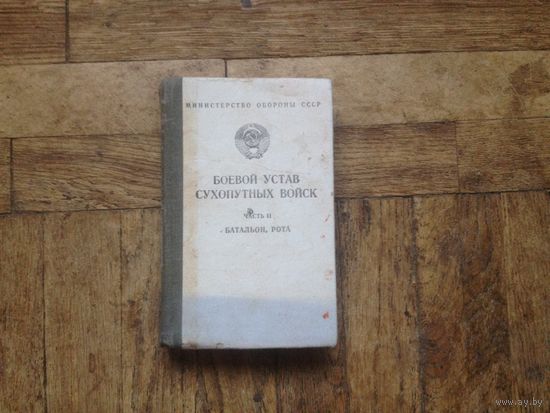 МИНИСТЕРСТВО ОБОРОНЫ СССР
БОЕВОЙ УСТАВ
СУХОПУТНЫХ ВОЙСК
ЧАСТЬ II
БАТАЛЬОН, РОТА
www.ay.by